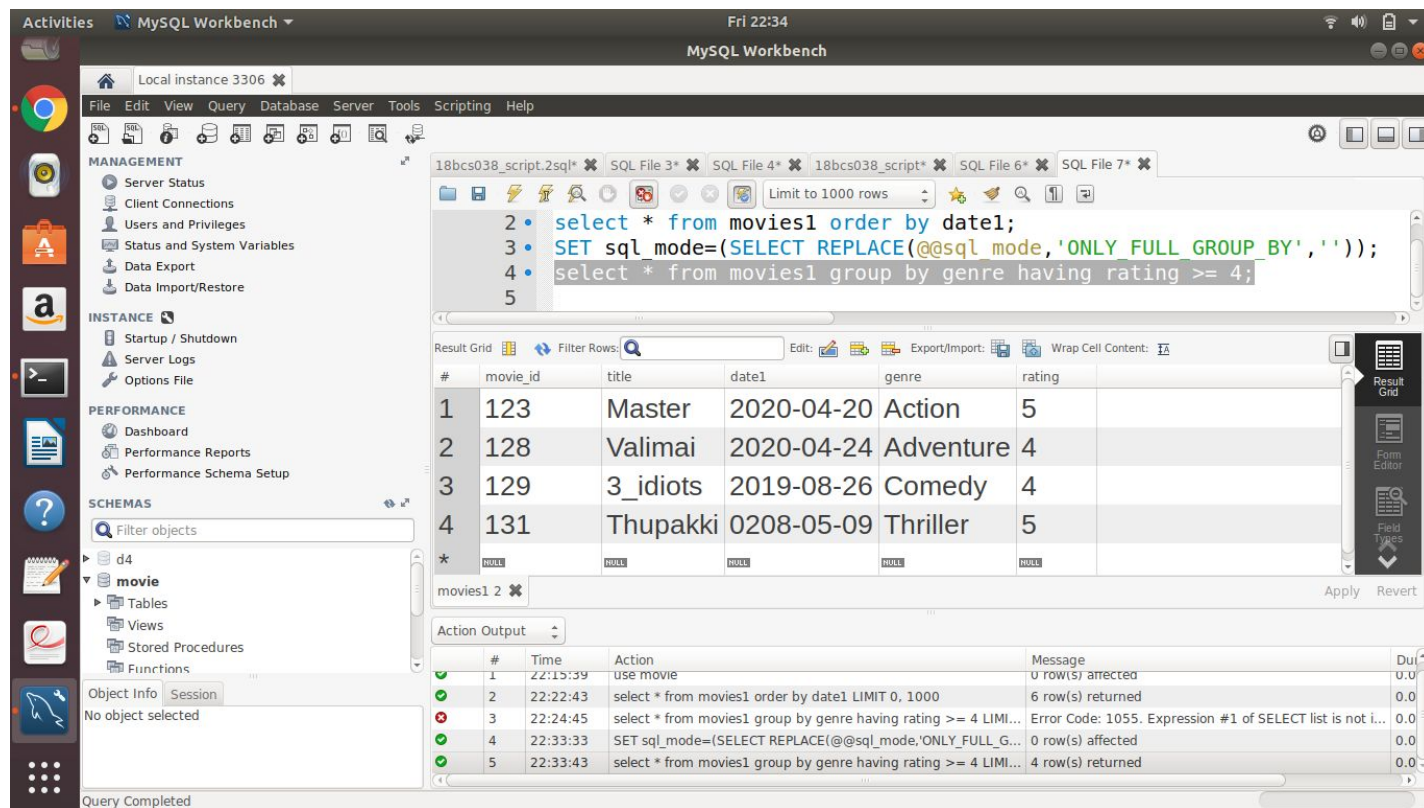 Activities MySQL Workbench Fri 22:34
MySQL Workbench
Local instance 3306
File Edit View Query Database Server Tools Scripting Help
MANAGEMENT
Server Status
Client Connections
Users and Privileges
Status and System Variables
Data Export
Data Import/Restore
INSTANCE
Startup / Shutdown
Server Logs
Options File
PERFORMANCE
Dashboard
Performance Reports
Performance Schema Setup
SCHEMAS
Filter objects
d4
movie
Tables
Views
Stored Procedures
Functions
Object Info Session
No object selected
18bcs038_script.2sql* SQL File 3* SQL File 4* 18bcs038_script* SQL File 6* SQL File 7*
Limit to 1000 rows
2 select * from movies1 order by date1;
3 SET sql_mode=(SELECT REPLACE(@@sql_mode,'ONLY_FULL_GROUP_BY',''));
4 select * from movies1 group by genre having rating >= 4;
5
Result Grid Filter Rows: Edit: Export/Import: Wrap Cell Content:
# movie_id title date1 genre rating
1 123 Master 2020-04-20 Action 5
2 128 Valimai 2020-04-24 Adventure 4
3 129 3_idiots 2019-08-26 Comedy 4
4 131 Thupakki 0208-05-09 Thriller 5
* NULL NULL NULL NULL NULL
Result Grid
Form Editor
Field Types
movies1 2 Apply Revert
Action Output
# Time Action Message Dur
1 22:15:39 use movie 0 row(s) affected 0.0
2 22:22:43 select * from movies1 order by date1 LIMIT 0, 1000 6 row(s) returned 0.0
3 22:24:45 select * from movies1 group by genre having rating >= 4 LIMI... Error Code: 1055. Expression #1 of SELECT list is not i... 0.0
4 22:33:33 SET sql_mode=(SELECT REPLACE(@@sql_mode,'ONLY_FULL_G... 0 row(s) affected 0.0
5 22:33:43 select * from movies1 group by genre having rating >= 4 LIMI... 4 row(s) returned 0.0
Query Completed